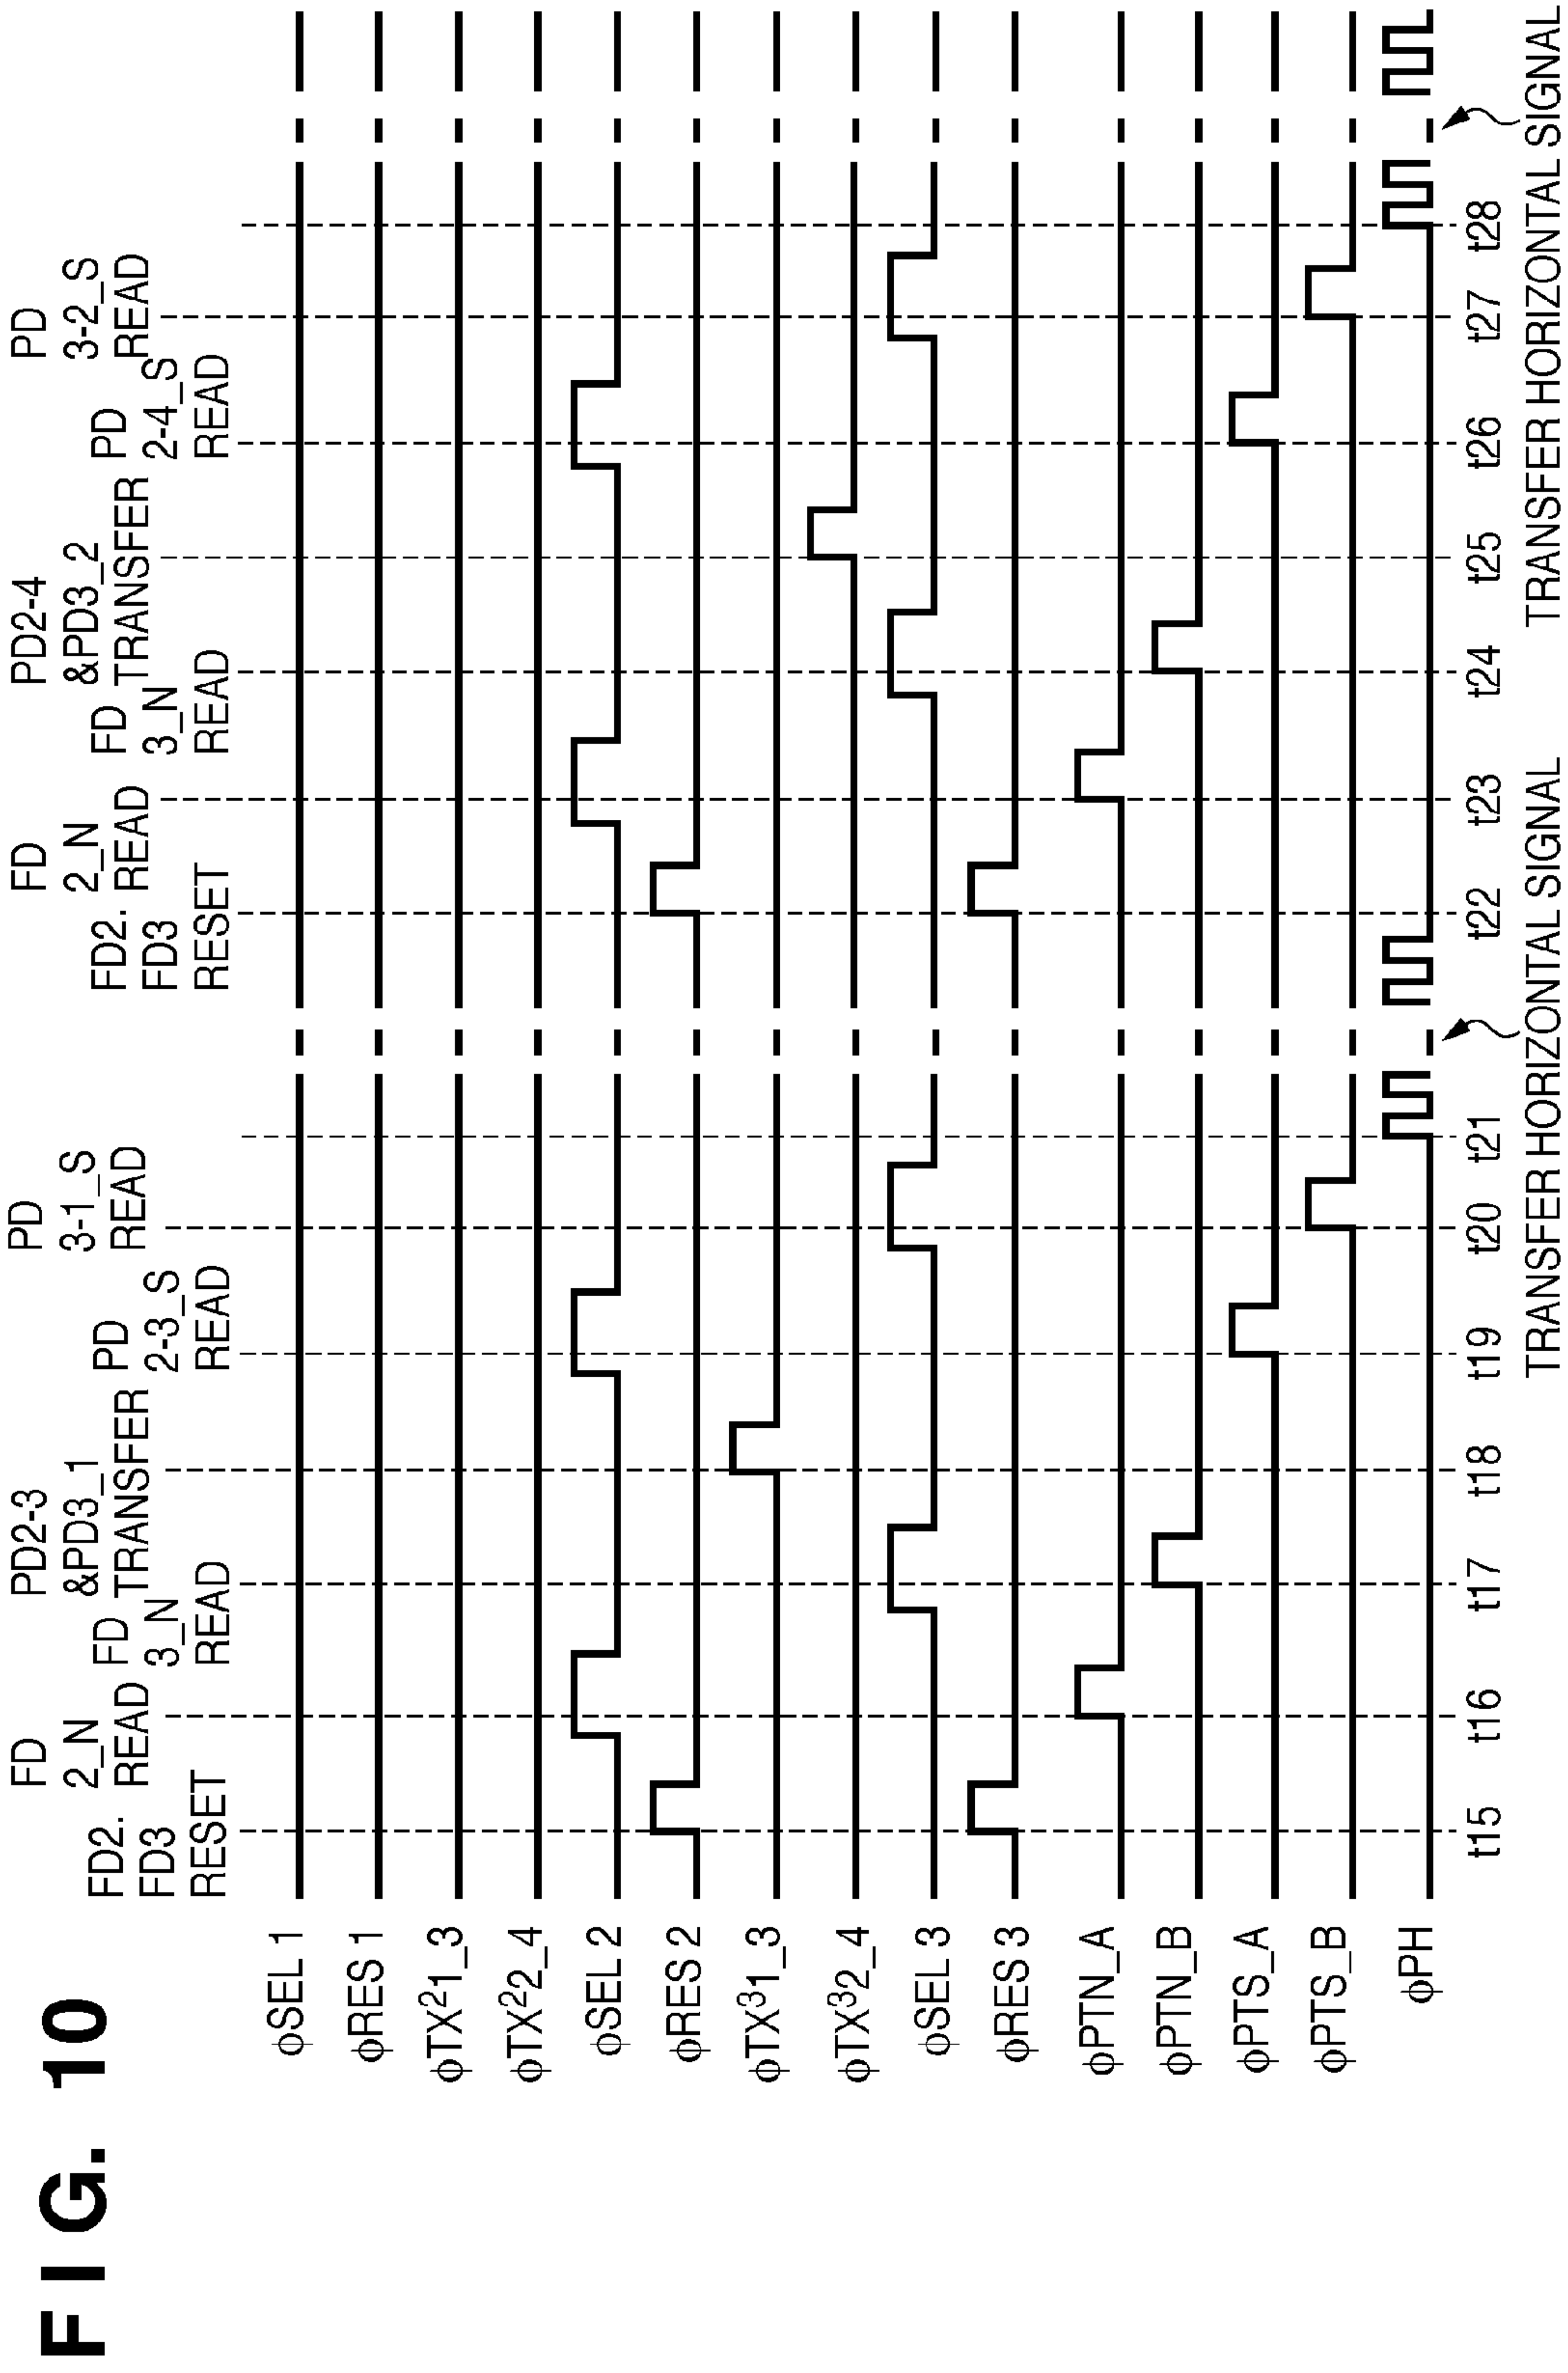 FIG. 10
FD2.
FD3
RESET
FD
2_N
READ
FD
3_N
READ
PD2-3
&PD3_1
TRANSFER
PD
2-3_S
READ
PD
3-1_S
READ
FD2.
FD3
RESET
FD
2_N
READ
FD
3_N
READ
PD2-4
&PD3_2
TRANSFER
PD
2-4_S
READ
PD
3-2_S
READ
ϕSEL 1
ϕRES 1
ϕTX²1_3
ϕTX²2_4
ϕSEL 2
ϕRES 2
ϕTX³1_3
ϕTX³2_4
ϕSEL 3
ϕRES 3
ϕPTN_A
ϕPTN_B
ϕPTS_A
ϕPTS_B
ϕPH
t15 t16 t17 t18 t19 t20 t21 t22 t23 t24 t25 t26 t27 t28
TRANSFER HORIZONTAL SIGNAL
TRANSFER HORIZONTAL SIGNAL